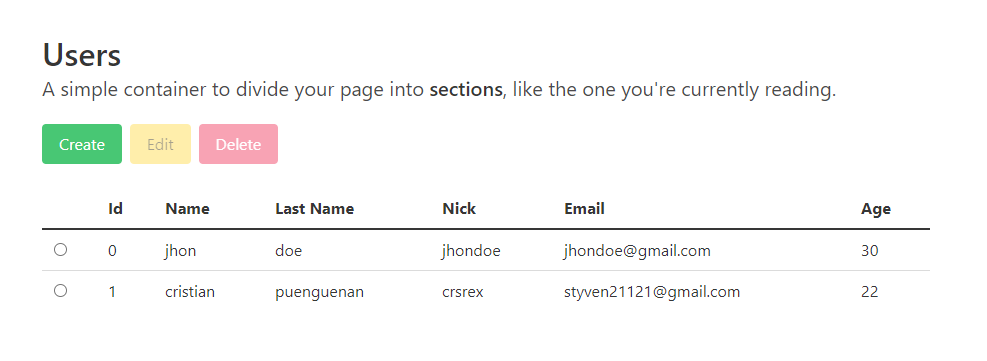 Users
A simple container to divide your page into sections, like the one you're currently reading.
Create Edit Delete
Id Name Last Name Nick Email Age
0 jhon doe jhondoe jhondoe@gmail.com 30
1 cristian puenguenan crsrex styven21121@gmail.com 22